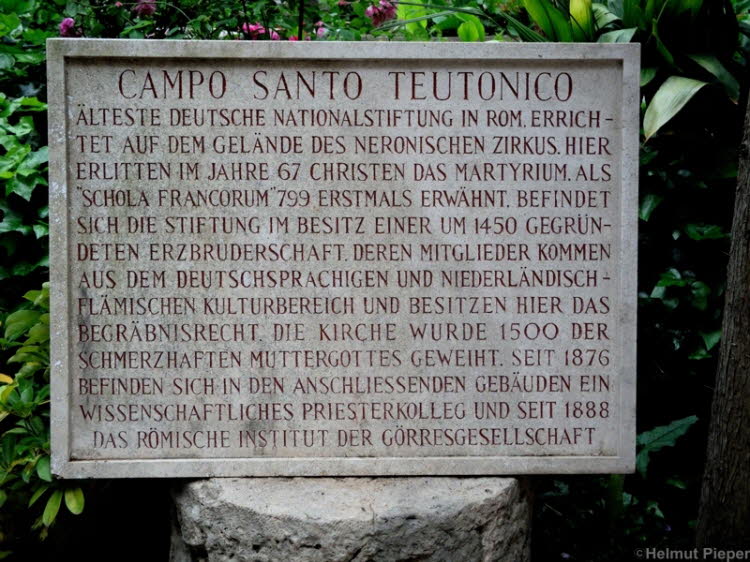 CAMPO SANTO TEUTONICO
ÄLTESTE DEUTSCHE NATIONALSTIFTUNG IN ROM, ERRICH-
TET AUF DEM GELÄNDE DES NERONISCHEN ZIRKUS. HIER
ERLITTEN IM JAHRE 67 CHRISTEN DAS MARTYRIUM. ALS
"SCHOLA FRANCORUM" 799 ERSTMALS ERWÄHNT, BEFINDET
SICH DIE STIFTUNG IM BESITZ EINER UM 1450 GEGRÜN-
DETEN ERZBRUDERSCHAFT, DEREN MITGLIEDER KOMMEN
AUS DEM DEUTSCHSPRACHIGEN UND NIEDERLÄNDISCH-
FLÄMISCHEN KULTURBEREICH UND BESITZEN HIER DAS
BEGRÄBNISRECHT. DIE KIRCHE WURDE 1500 DER
SCHMERZHAFTEN MUTTERGOTTES GEWEIHT. SEIT 1876
BEFINDEN SICH IN DEN ANSCHLIESSENDEN GEBÄUDEN EIN
WISSENSCHAFTLICHES PRIESTERKOLLEG UND SEIT 1888
DAS RÖMISCHE INSTITUT DER GÖRRESGESELLSCHAFT
©Helmut Pieper